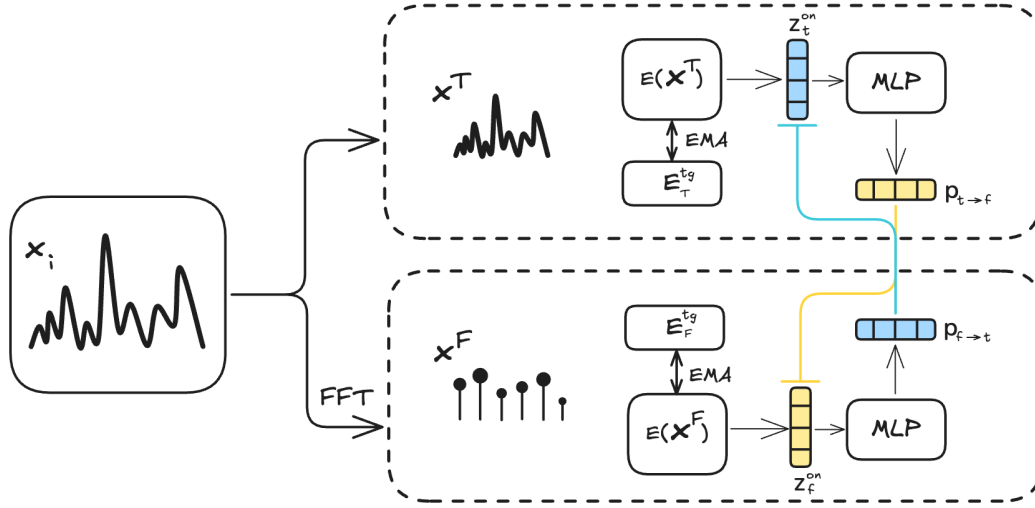 x_i
FFT
x^T
E(x^T)
EMA
E_T^tg
z_t^on
MLP
p_t→f
x^F
E_F^tg
EMA
E(x^F)
z_f^on
MLP
p_f→t